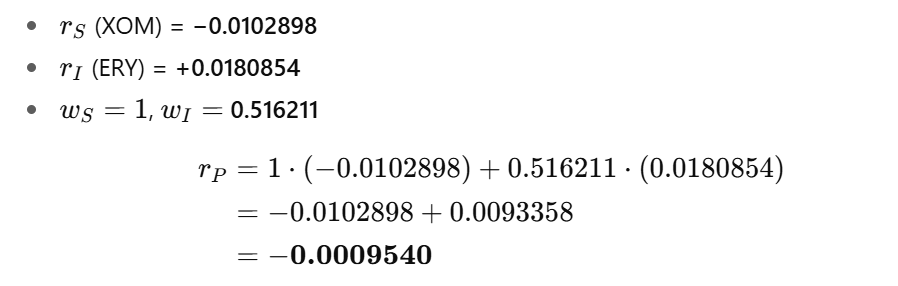 • r_S (XOM) = −0.0102898
• r_I (ERY) = +0.0180854
• w_S = 1, w_I = 0.516211
r_P = 1 · (−0.0102898) + 0.516211 · (0.0180854)
= −0.0102898 + 0.0093358
= −0.0009540